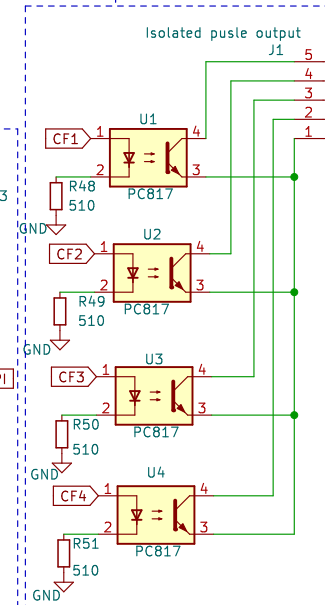 Isolated pusle output
J1
5
4
3
2
1
U1
CF1
1
4
2
3
PC817
R48
510
GND
3
U2
CF2
1
4
2
3
PC817
R49
510
GND
PI
U3
CF3
1
4
2
3
PC817
R50
510
GND
U4
CF4
1
4
2
3
PC817
R51
510
GND